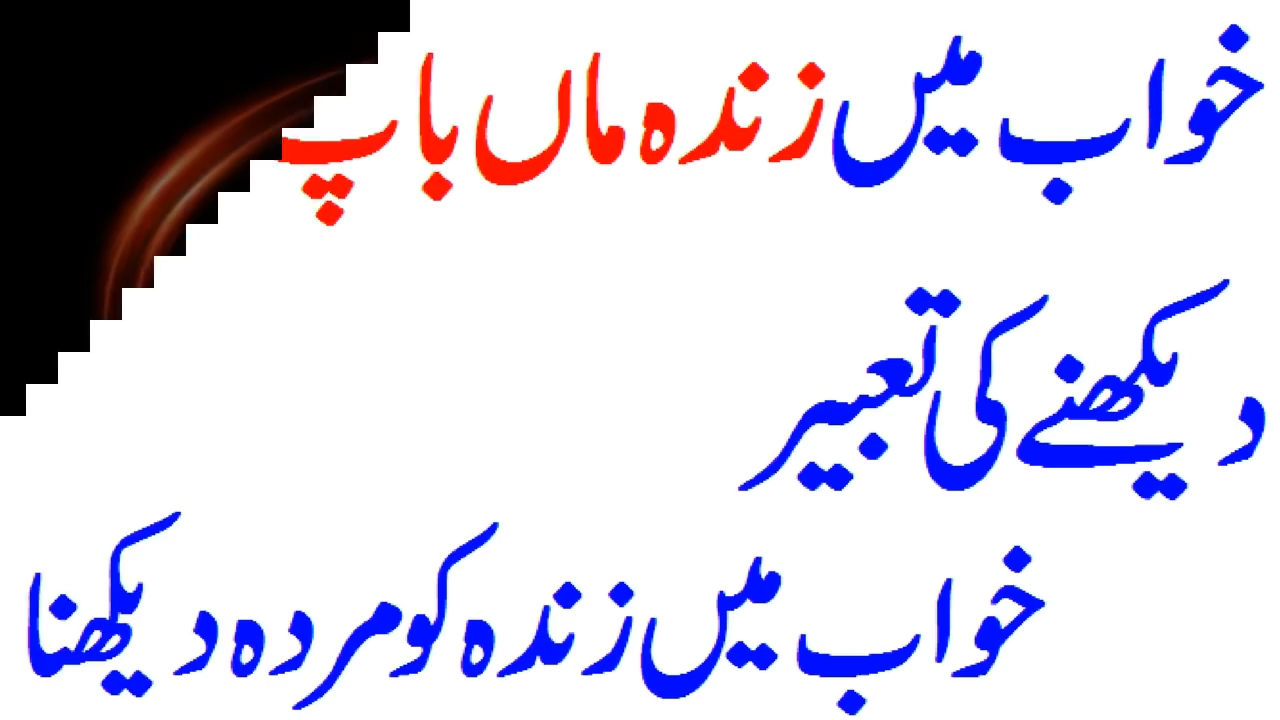 خواب میں زندہ ماں باپ
دیکھنے کی تعبیر
خواب میں زندہ کو مردہ دیکھنا